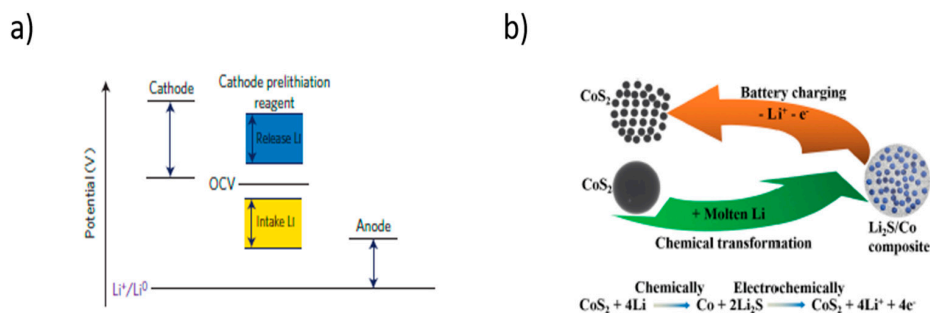 a)
Potential (V)
Cathode
Cathode prelithiation
reagent
Release Li
OCV
Intake Li
Anode
Li⁺/Li⁰
b)
CoS₂
Battery charging
- Li⁺ - e⁻
CoS₂
+ Molten Li
Chemical transformation
Li₂S/Co
composite
Chemically Electrochemically
CoS₂ + 4Li Co + 2Li₂S CoS₂ + 4Li⁺ + 4e⁻